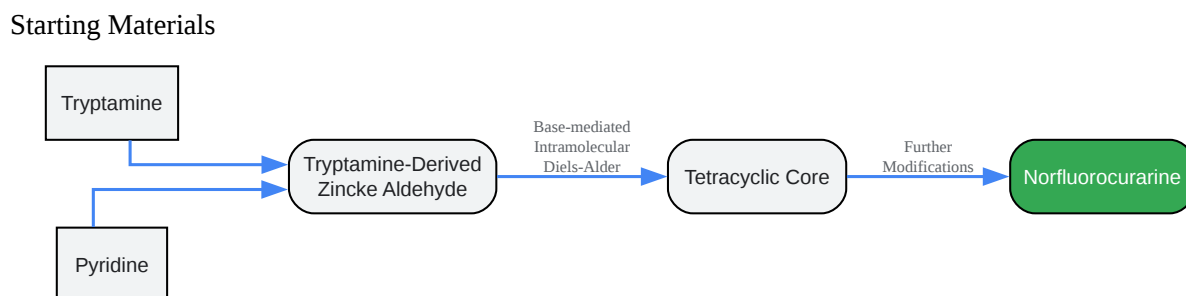 Starting Materials
Tryptamine
Pyridine
Tryptamine-Derived
Zincke Aldehyde
Base-mediated
Intramolecular
Diels-Alder
Tetracyclic Core
Further
Modifications
Norfluorocurarine